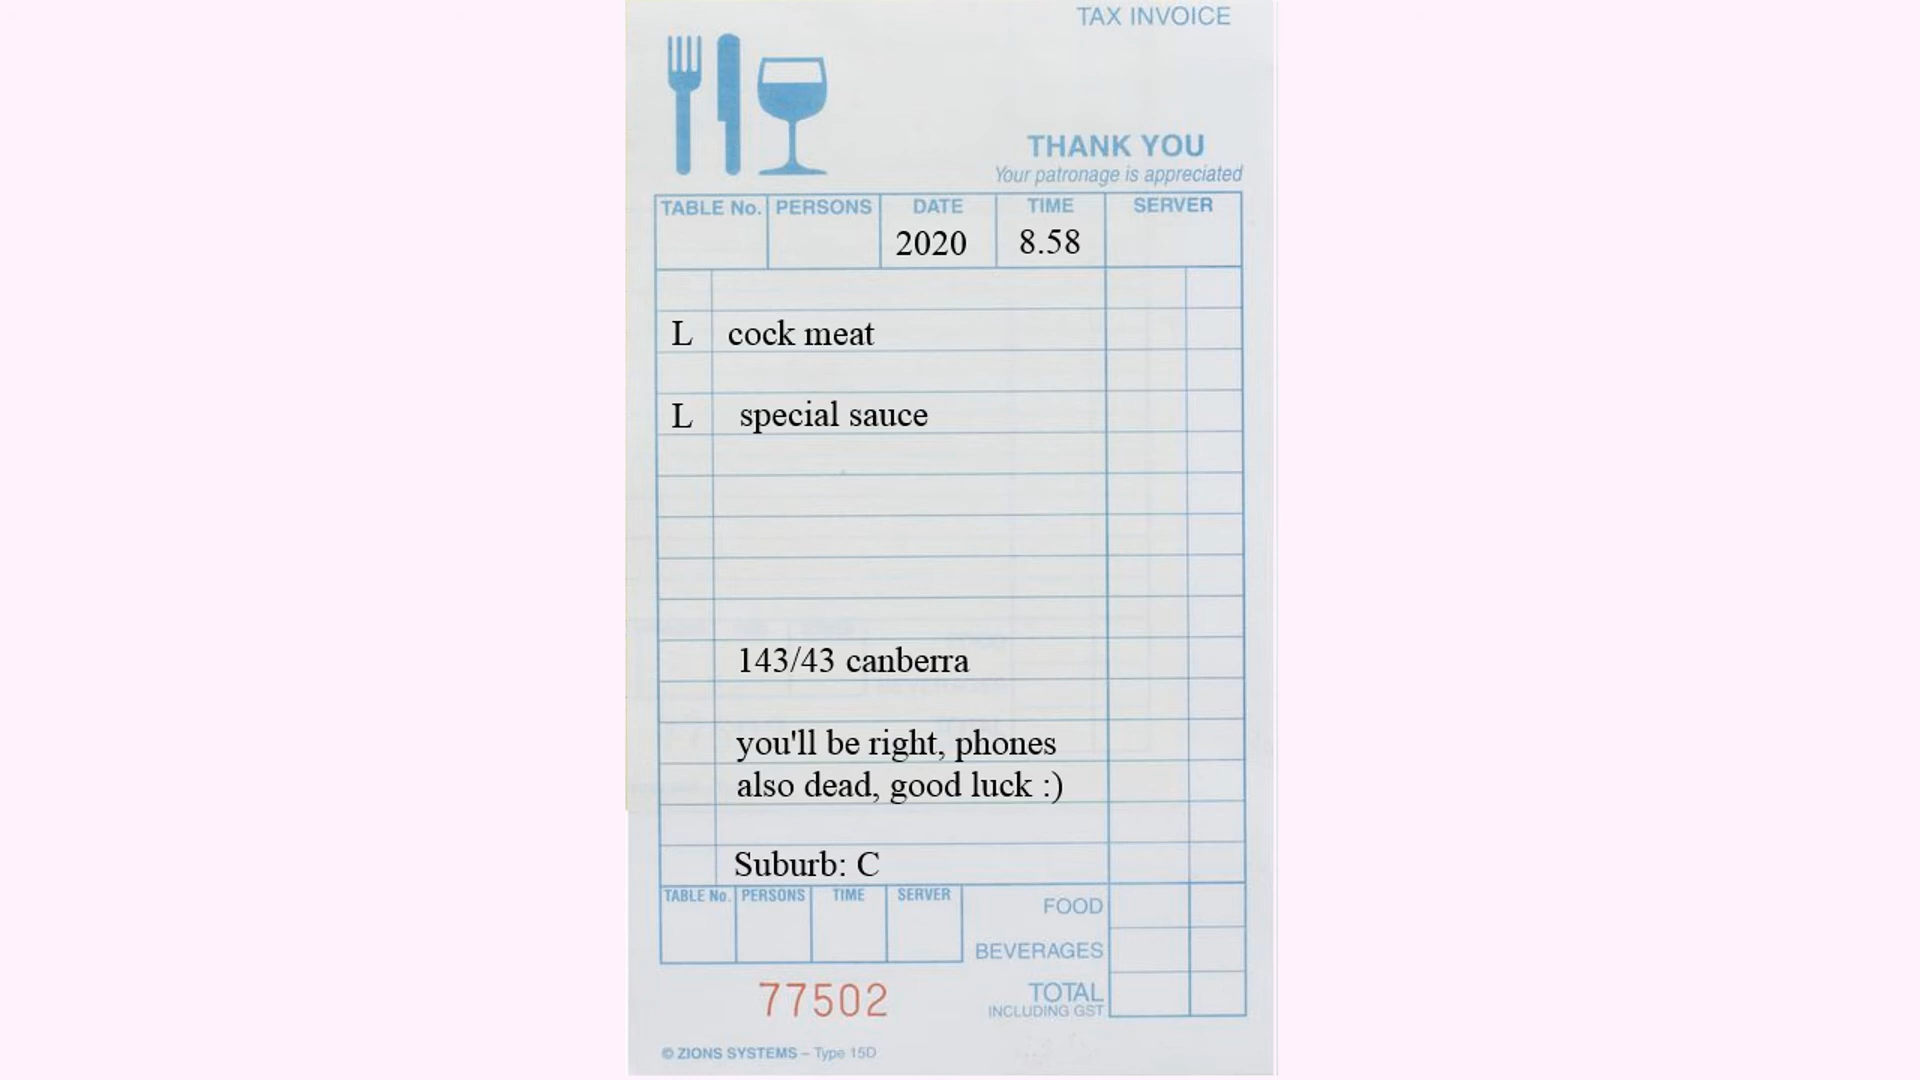 TAX INVOICE
THANK YOU
Your patronage is appreciated
TABLE No. PERSONS DATE TIME SERVER
2020 8.58
L cock meat
L special sauce
143/43 canberra
you'll be right, phones
also dead, good luck :)
Suburb: C
TABLE No. PERSONS TIME SERVER
FOOD
BEVERAGES
77502
TOTAL
INCLUDING GST
© ZIONS SYSTEMS – Type 15D